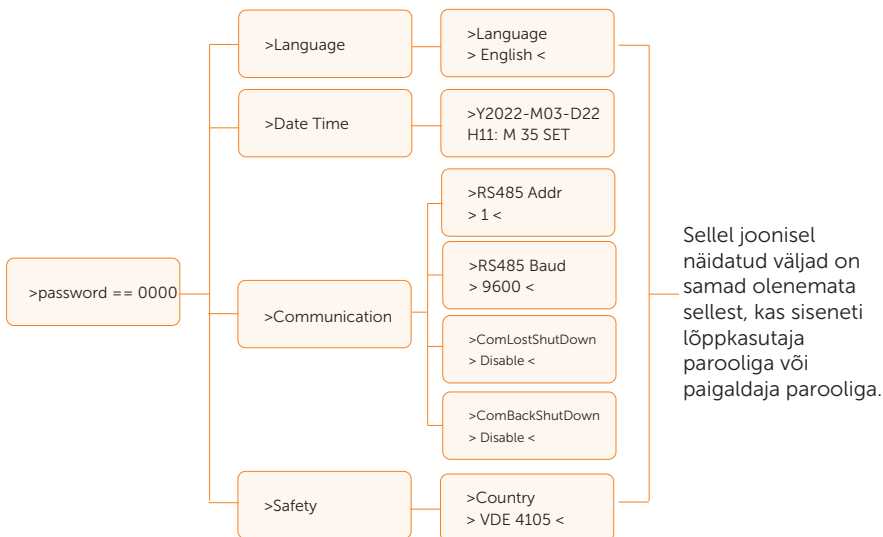 >password == 0000
>Language
>Language
> English <
>Date Time
>Y2022-M03-D22
H11: M 35 SET
>Communication
>RS485 Addr
> 1 <
>RS485 Baud
> 9600 <
>ComLostShutDown
> Disable <
>ComBackShutDown
> Disable <
>Safety
>Country
> VDE 4105 <
Sellel joonisel
näidatud väljad on
samad olenemata
sellest, kas siseneti
lõppkasutaja
parooliga või
paigaldaja parooliga.